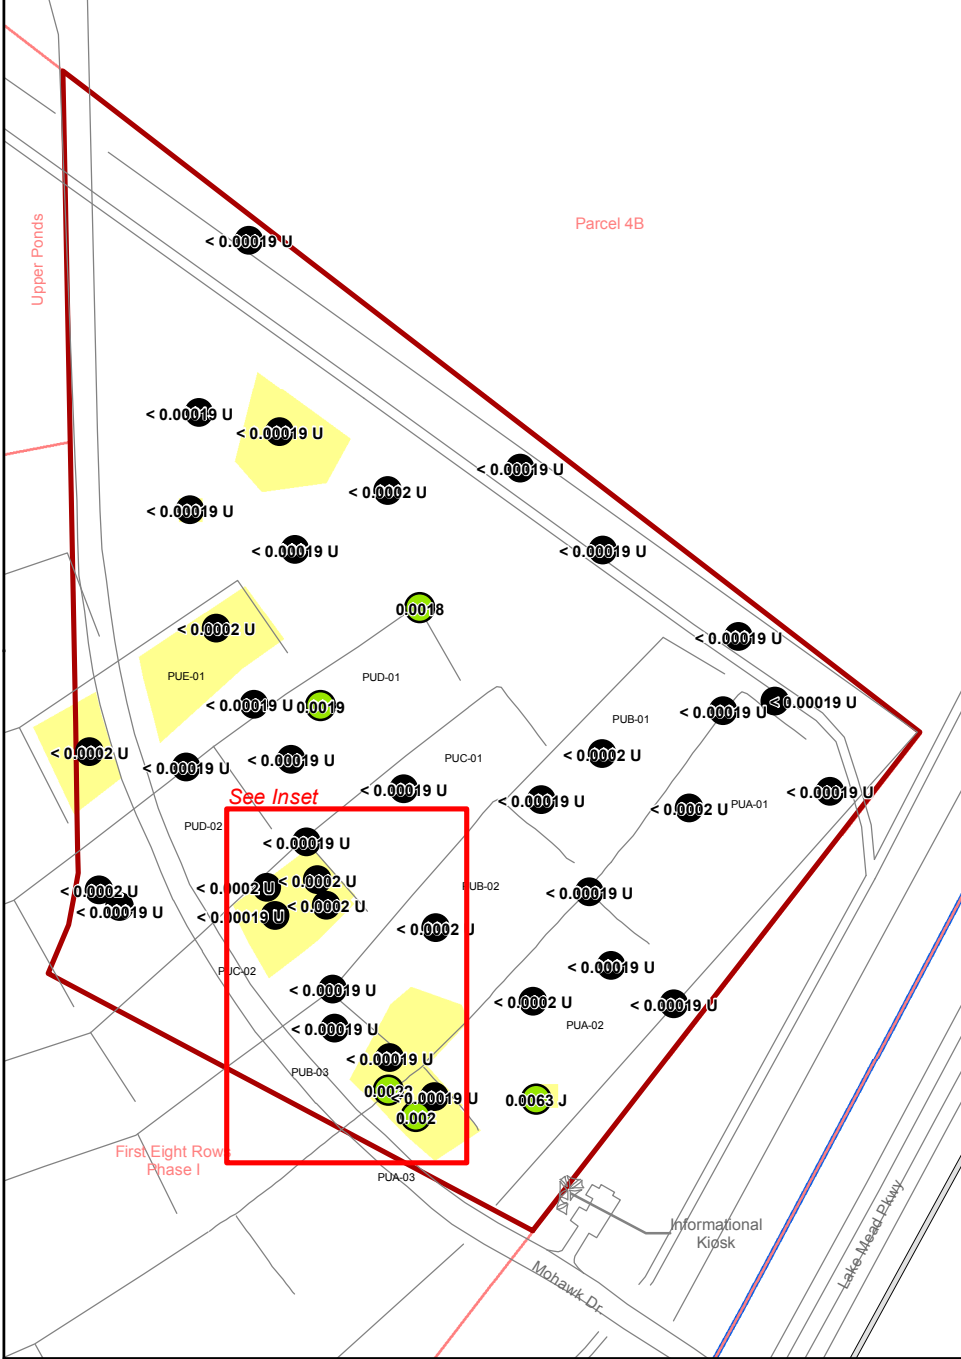 Parcel 4B
Upper Ponds
< 0.00019 U
< 0.00019 U
< 0.00019 U
< 0.00019 U
< 0.0002 U
< 0.00019 U
< 0.00019 U
< 0.00019 U
0.0018
< 0.0002 U
< 0.00019 U
PUE-01
PUD-01
< 0.00019 U
0.0019
< 0.00019 U
< 0.00019 U
PUB-01
< 0.0002 U
< 0.0002 U
< 0.00019 U
< 0.00019 U
PUC-01
< 0.00019 U
< 0.00019 U
See Inset
< 0.00019 U
< 0.0002 U
PUA-01
PUD-02
< 0.00019 U
< 0.0002 U
< 0.0002 U
< 0.0002 U
PUB-02
< 0.00019 U
< 0.00019 U
< 0.0002 U
< 0.00019 U
< 0.0002 U
PUC-02
< 0.00019 U
< 0.00019 U
< 0.0002 U
< 0.00019 U
PUA-02
< 0.00019 U
< 0.00019 U
PUB-03
< 0.00019 U
0.0063 J
0.002
First Eight Rows
Phase I
PUA-03
Informational
Kiosk
Mohawk Dr
Lake Mead Pkwy